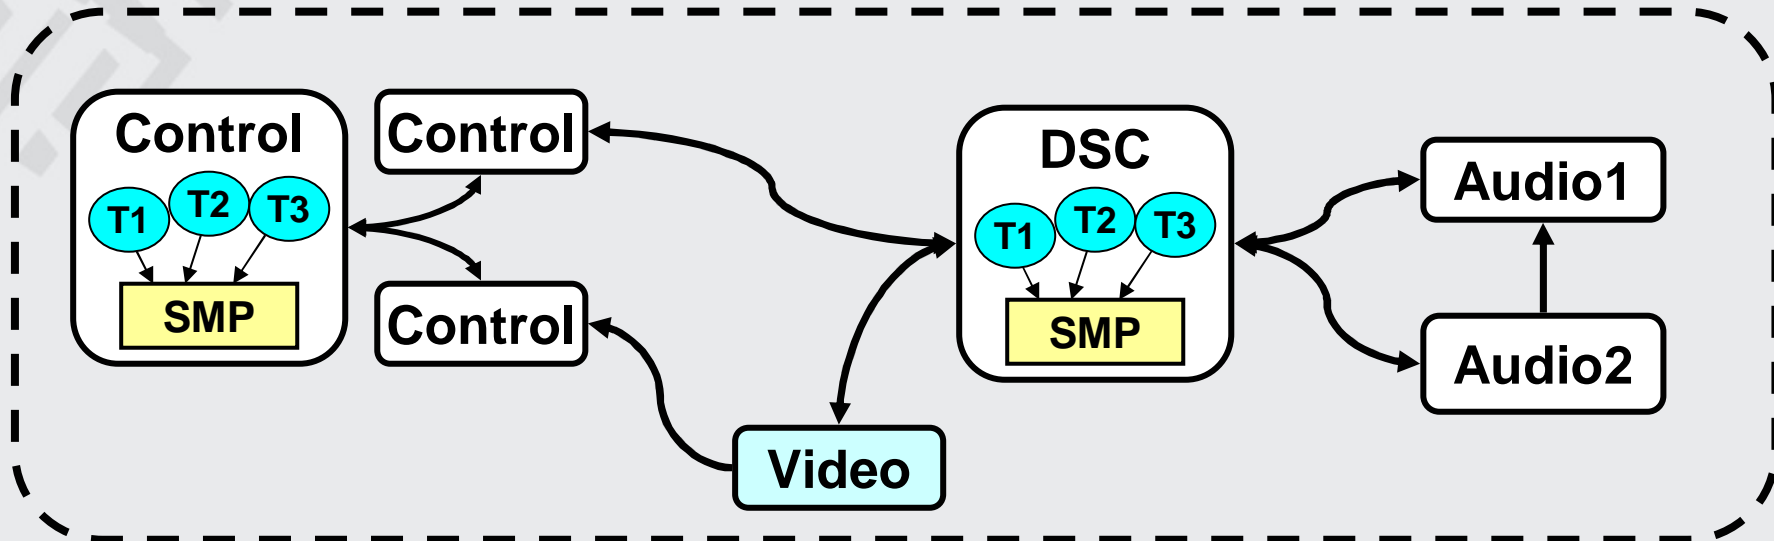 Control
T1
T2
T3
SMP
Control
Control
Video
DSC
T1
T2
T3
SMP
Audio1
Audio2